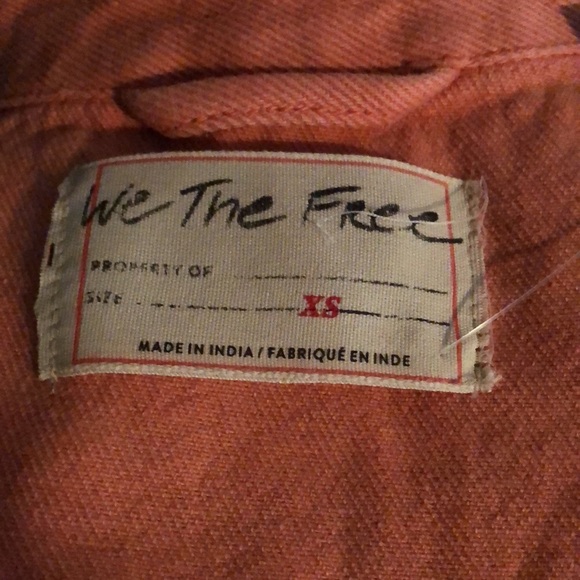 We The Free
PROPERTY OF
SIZE XS
MADE IN INDIA / FABRIQUÉ EN INDE